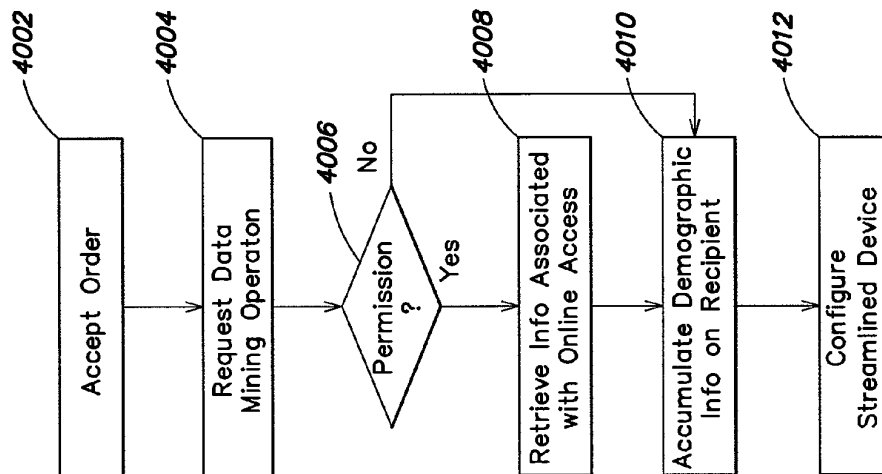 4002
Accept Order
4004
Request Data
Mining Operaton
4006
Permission
?
No
Yes
4008
Retrieve Info Associated
with Online Access
4010
Accumulate Demographic
Info on Recipient
4012
Configure
Streamlined Device